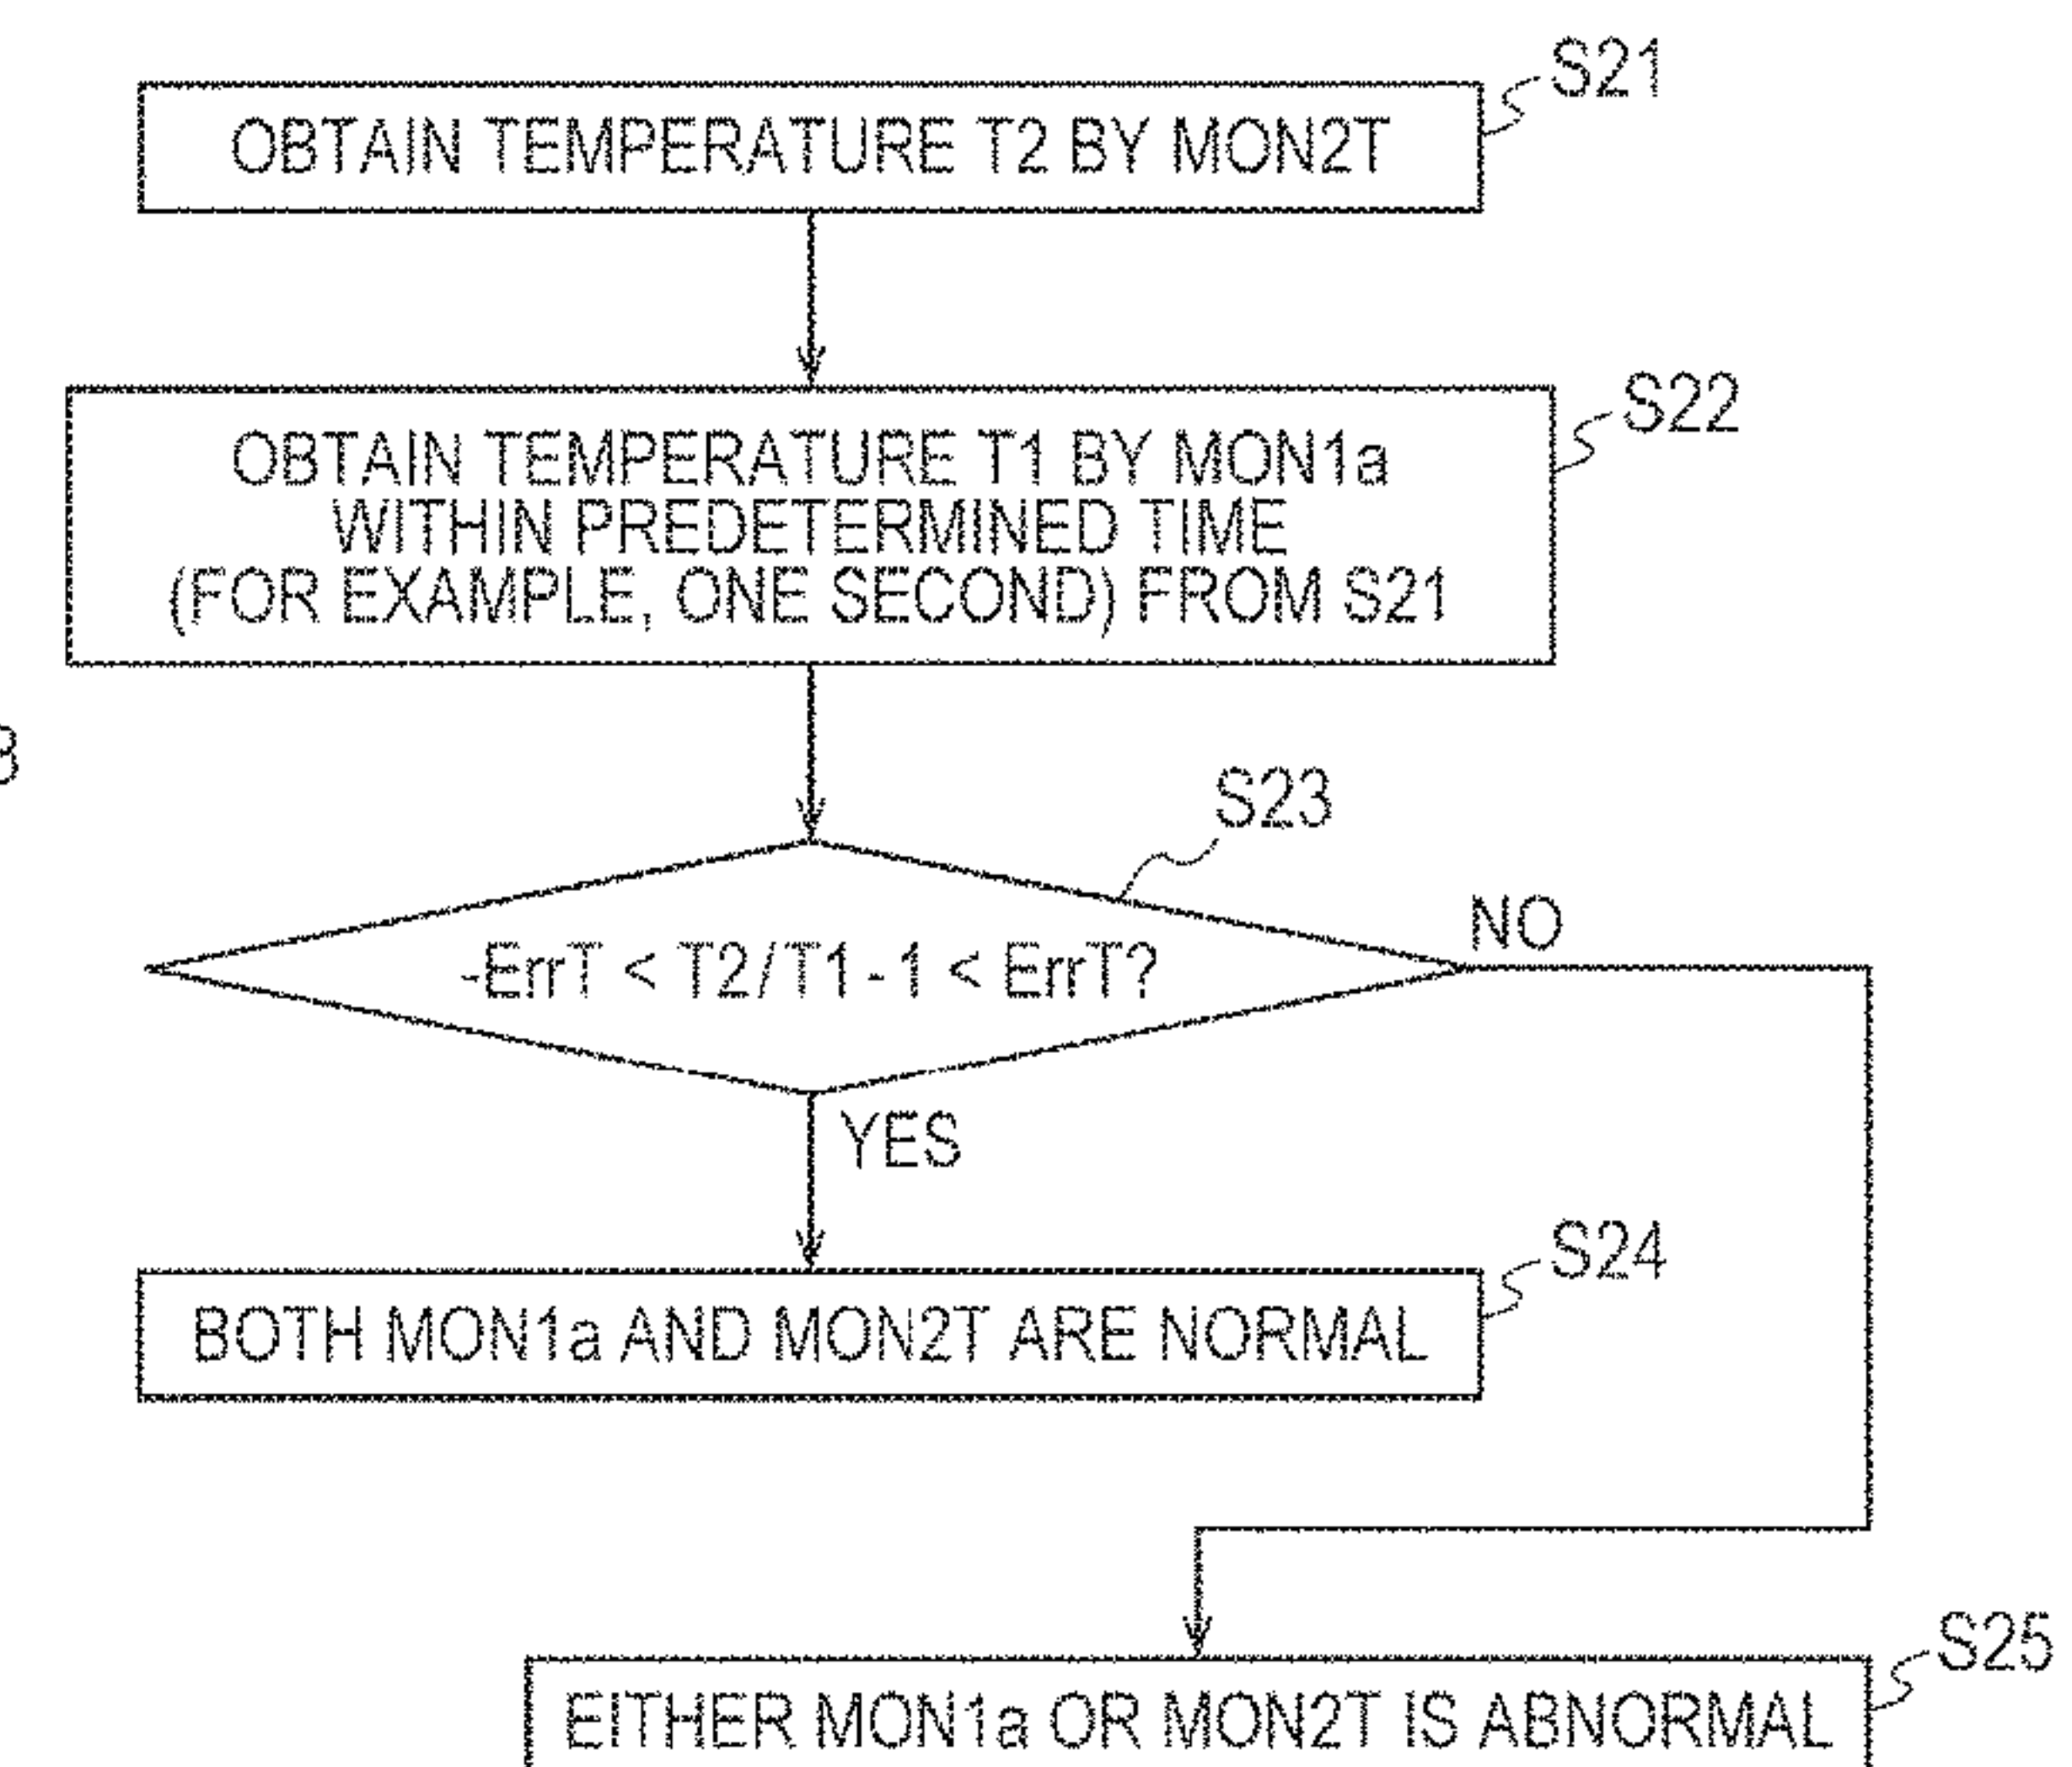 S21
OBTAIN TEMPERATURE T2 BY MON2T
S22
OBTAIN TEMPERATURE T1 BY MON1a
WITHIN PREDETERMINED TIME
(FOR EXAMPLE, ONE SECOND) FROM S21
S23
-ErrT < T2/T1-1 < ErrT?
NO
YES
S24
BOTH MON1a AND MON2T ARE NORMAL
S25
EITHER MON1a OR MON2T IS ABNORMAL